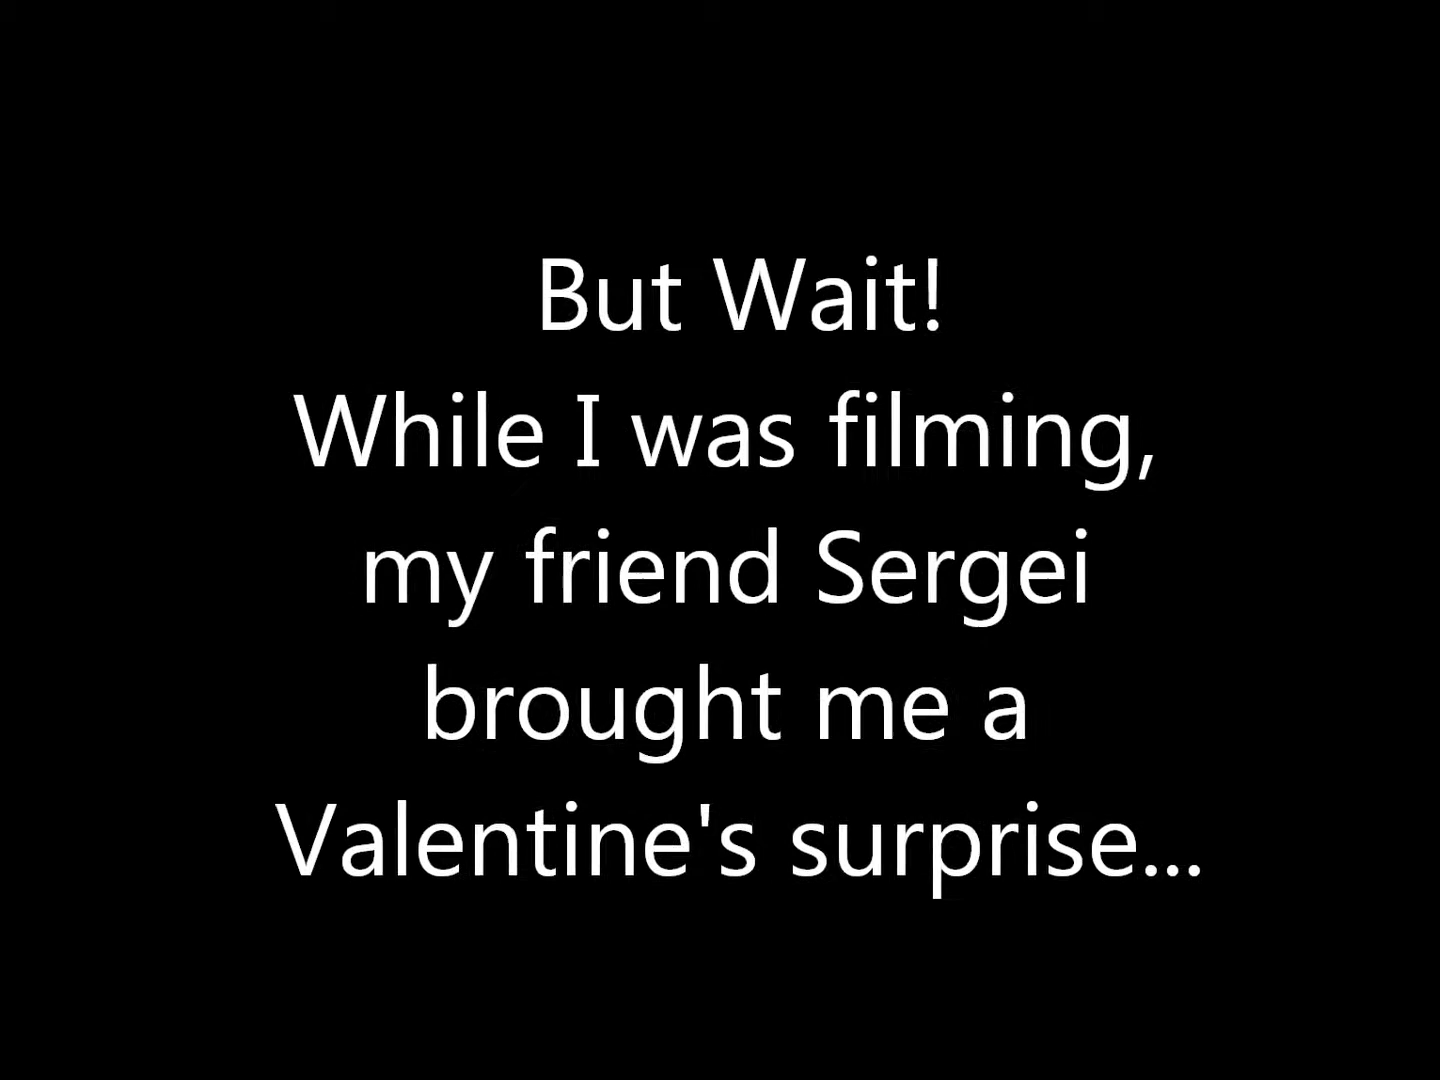 But Wait!
While I was filming,
my friend Sergei
brought me a
Valentine's surprise...